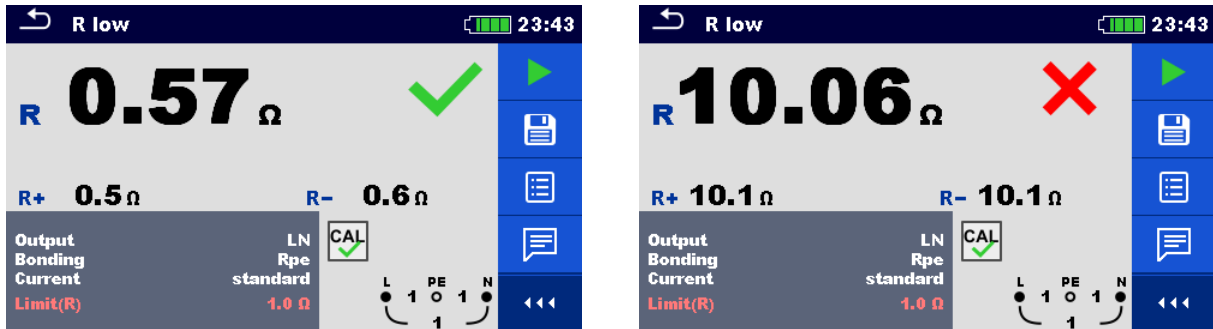 R low 23:43
R 0.57 Ω
R+ 0.5 Ω R- 0.6 Ω
Output LN
Bonding Rpe
Current standard
Limit(R) 1.0 Ω
CAL
L PE N
1 1
1
R low 23:43
R 10.06 Ω
R+ 10.1 Ω R- 10.1 Ω
Output LN
Bonding Rpe
Current standard
Limit(R) 1.0 Ω
CAL
L PE N
1 1
1